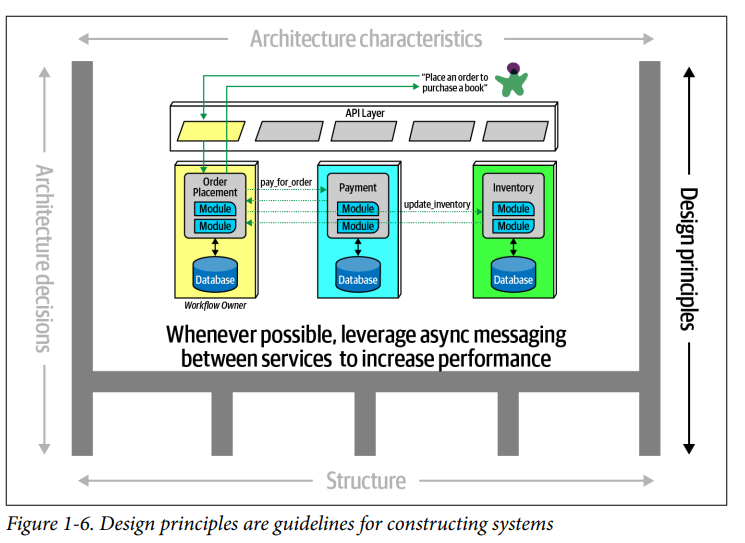 Architecture characteristics
"Place an order to
purchase a book"
API Layer
Architecture decisions
Design principles
Order
Placement
Module
Module
Database
Workflow Owner
pay_for_order
Payment
Module
Module
Database
update_inventory
Inventory
Module
Module
Database
Whenever possible, leverage async messaging
between services to increase performance
Structure
Figure 1-6. Design principles are guidelines for constructing systems